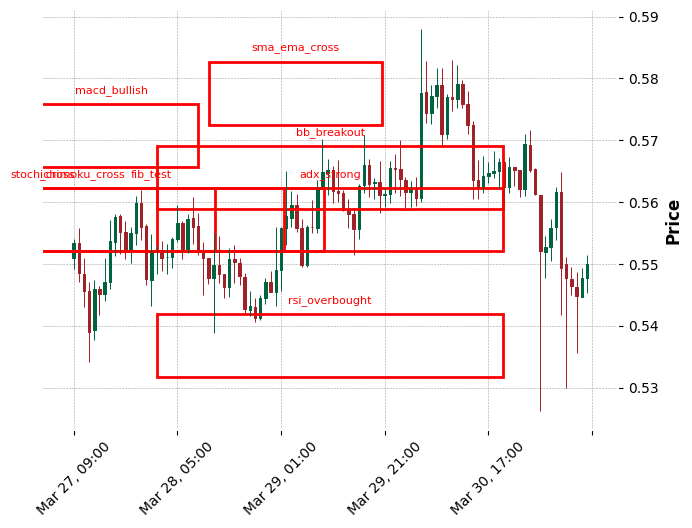 0.59
sma_ema_cross
0.58
macd_bullish
bb_breakout
0.57
stochichimoku_cross fib_test adx_strong
0.56
Price
0.55
rsi_overbought
0.54
0.53
Mar 27, 09:00
Mar 28, 05:00
Mar 29, 01:00
Mar 29, 21:00
Mar 30, 17:00